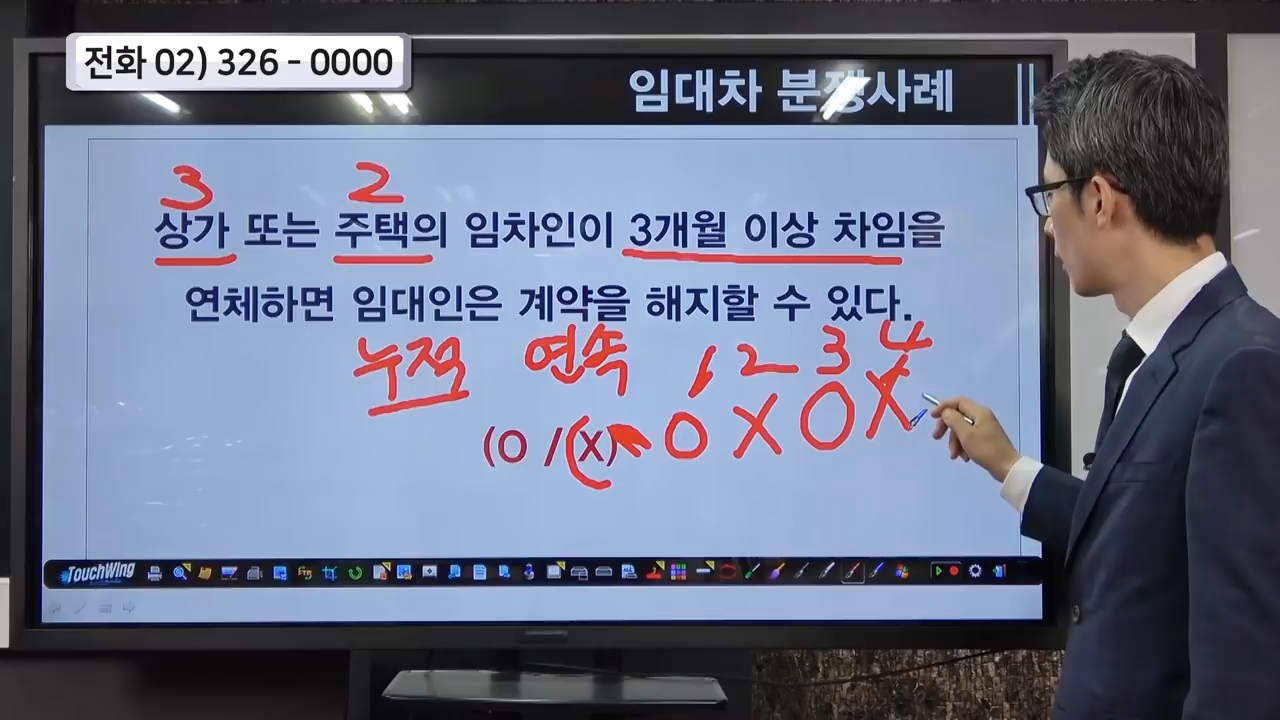 전화 02) 326 - 0000
임대차 분쟁사례
3 2
상가 또는 주택의 임차인이 3개월 이상 차임을
연체하면 임대인은 계약을 해지할 수 있다.
누적 연속 1 2 3 4
(O / X) O X O X
TouchWing